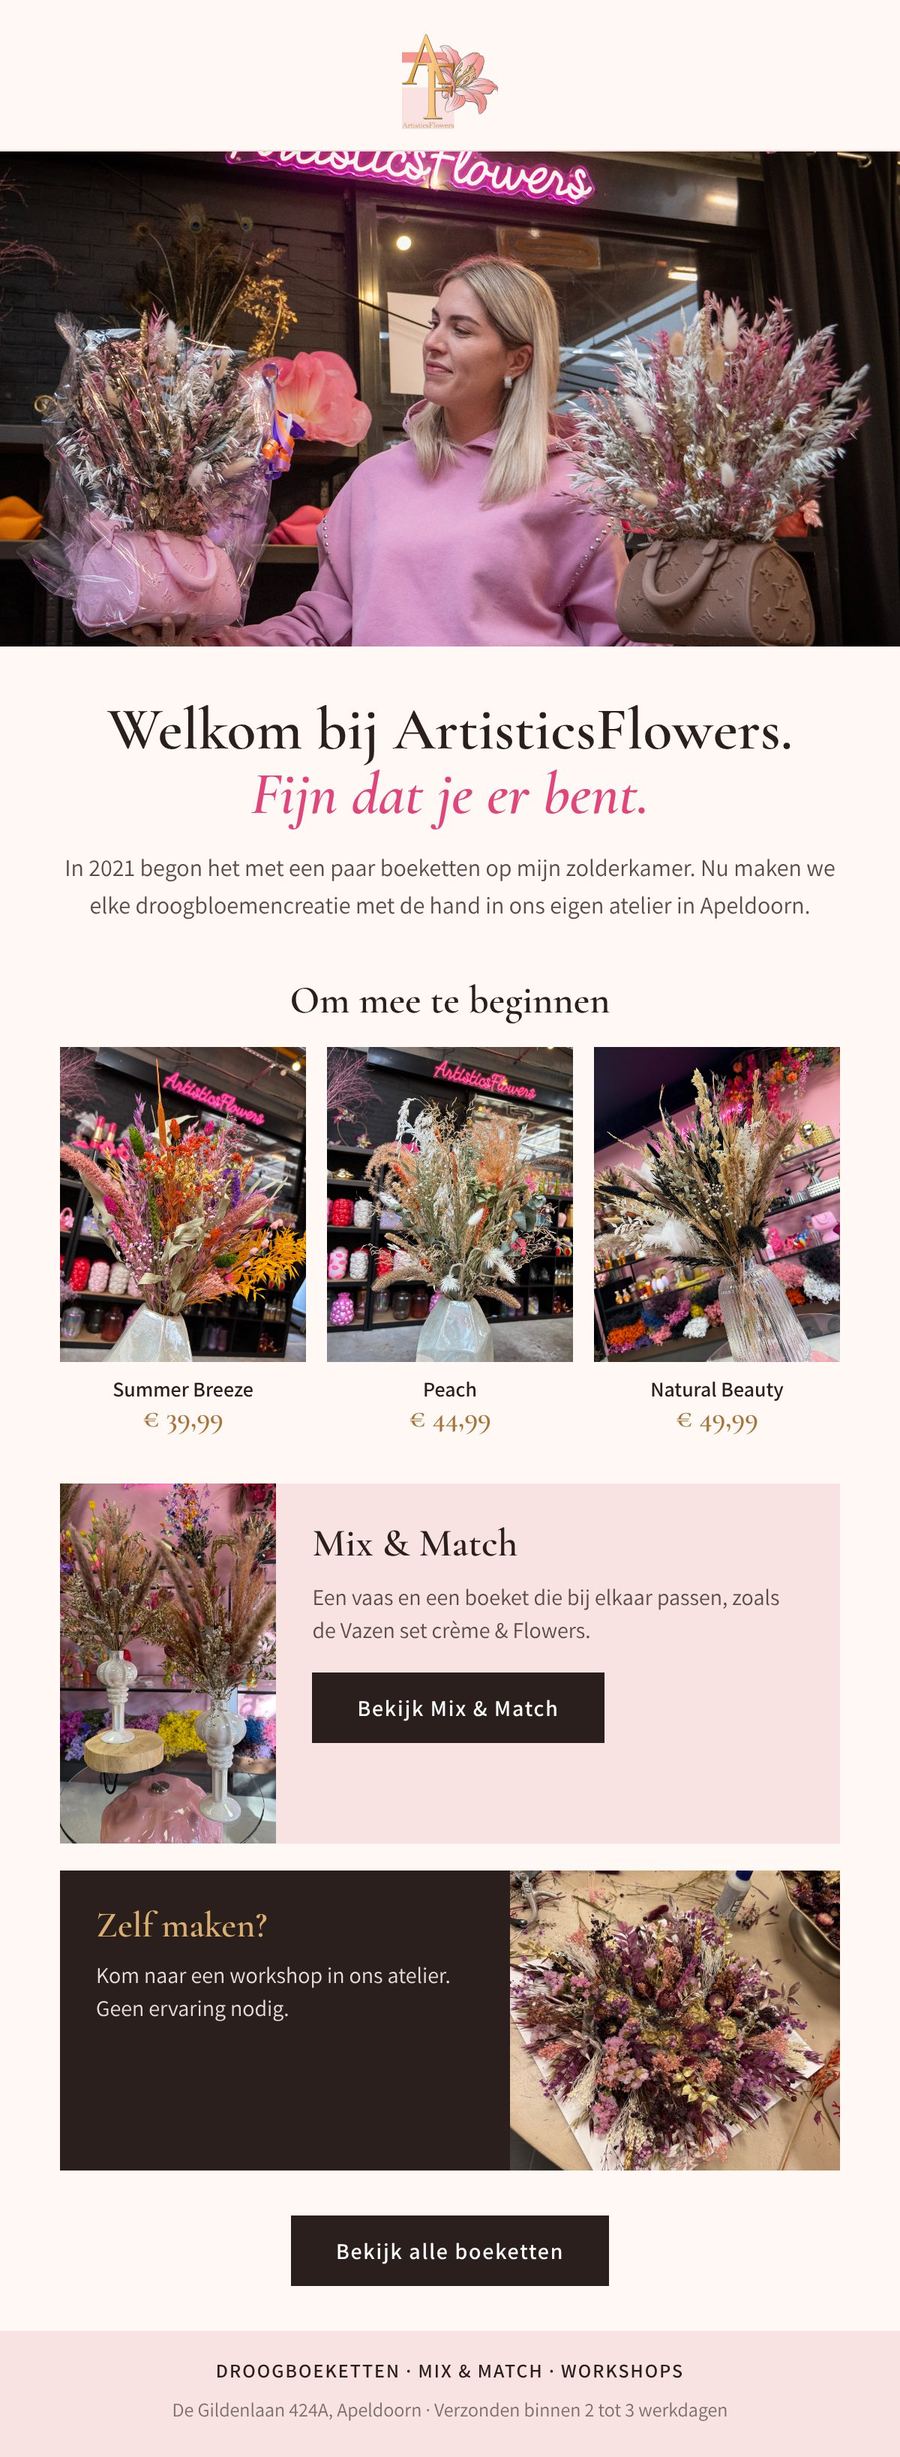 AF
ArtisticsFlowers
ArtisticsFlowers
Welkom bij ArtisticsFlowers.
Fijn dat je er bent.
In 2021 begon het met een paar boeketten op mijn zolderkamer. Nu maken we
elke droogbloemencreatie met de hand in ons eigen atelier in Apeldoorn.
Om mee te beginnen
ArtisticsFlowers
ArtisticsFlowers
Summer Breeze
€ 39,99
Peach
€ 44,99
Natural Beauty
€ 49,99
Mix & Match
Een vaas en een boeket die bij elkaar passen, zoals
de Vazen set crème & Flowers.
Bekijk Mix & Match
Zelf maken?
Kom naar een workshop in ons atelier.
Geen ervaring nodig.
Bekijk alle boeketten
DROOGBOEKETTEN · MIX & MATCH · WORKSHOPS
De Gildenlaan 424A, Apeldoorn · Verzonden binnen 2 tot 3 werkdagen